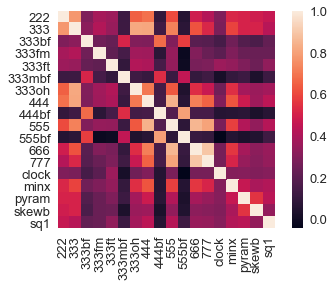 222
333
333bf
333fm
333ft
333mbf
333oh
444
444bf
555
555bf
666
777
clock
minx
pyram
skewb
sq1
222
333
333bf
333fm
333ft
333mbf
333oh
444
444bf
555
555bf
666
777
clock
minx
pyram
skewb
sq1
1.0
0.8
0.6
0.4
0.2
0.0